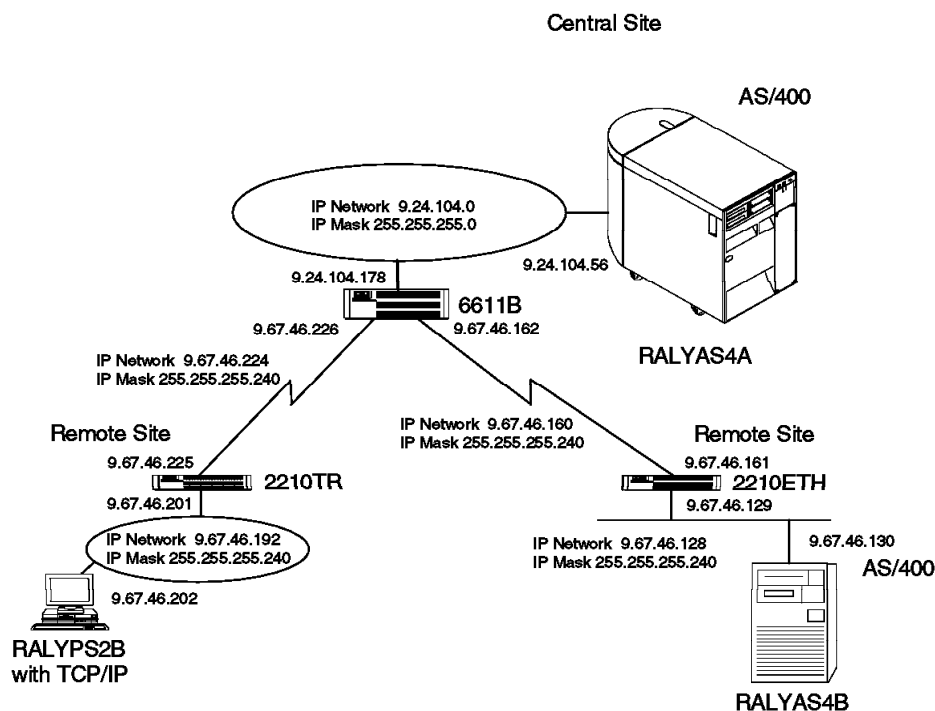 Central Site
AS/400
IP Network 9.24.104.0
IP Mask 255.255.255.0
9.24.104.56
9.24.104.178
6611B
9.67.46.226
9.67.46.162
RALYAS4A
IP Network 9.67.46.224
IP Mask 255.255.255.240
IP Network 9.67.46.160
IP Mask 255.255.255.240
Remote Site
9.67.46.225
2210TR
9.67.46.201
Remote Site
9.67.46.161
2210ETH
9.67.46.129
IP Network 9.67.46.192
IP Mask 255.255.255.240
9.67.46.202
RALYPS2B
with TCP/IP
IP Network 9.67.46.128
IP Mask 255.255.255.240
9.67.46.130
AS/400
RALYAS4B